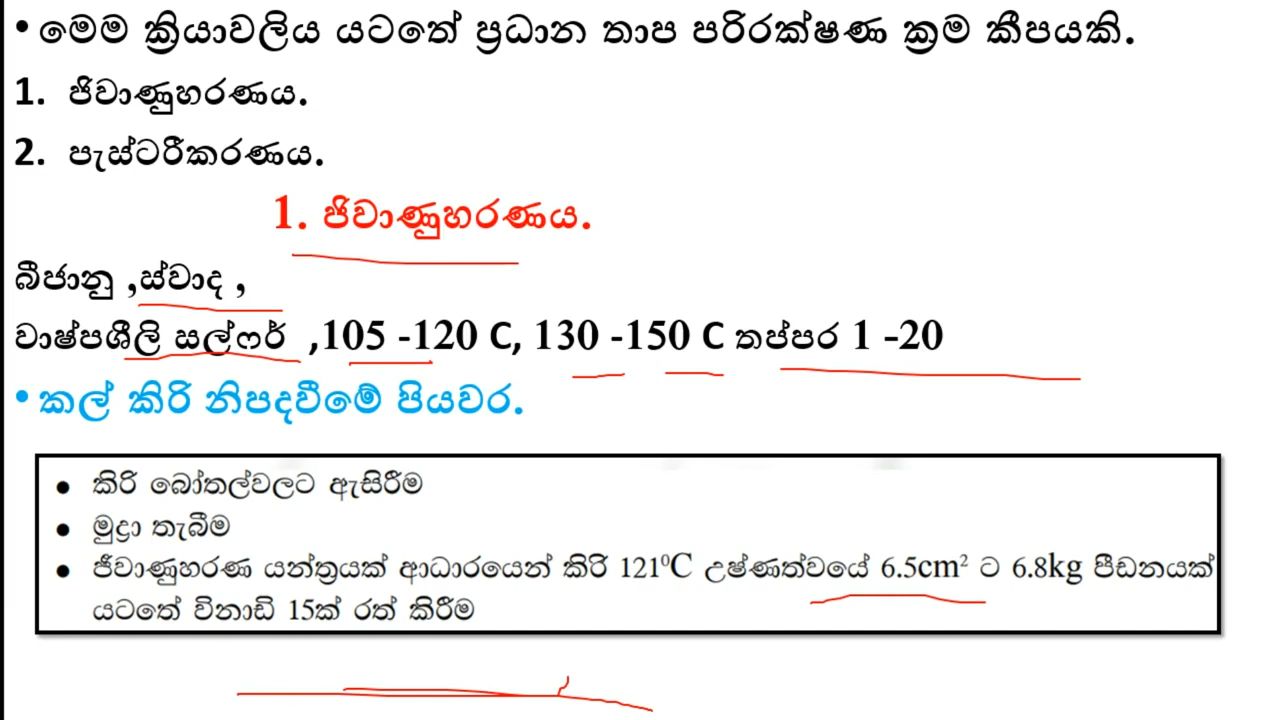 • මෙම ක්‍රියාවලිය යටතේ ප්‍රධාන තාප පරිරක්ෂණ ක්‍රම කීපයකි.
1. ජිවාණුහරණය.
2. පැස්ටරීකරණය.
1. ජිවාණුහරණය.
බීජානු ,ස්වාද ,
වාෂ්පශීලි සල්ෆර් ,105 -120 C, 130 -150 C තප්පර 1 -20
• කල් කිරි නිපදවීමේ පියවර.
• කිරි බෝතල්වලට ඇසිරීම
• මුද්‍රා තැබීම
• ජීවාණුහරණ යන්ත්‍රයක් ආධාරයෙන් කිරි 121⁰C උෂ්ණත්වයේ 6.5cm² ට 6.8kg පීඩනයක්
යටතේ විනාඩි 15ක් රත් කිරීම